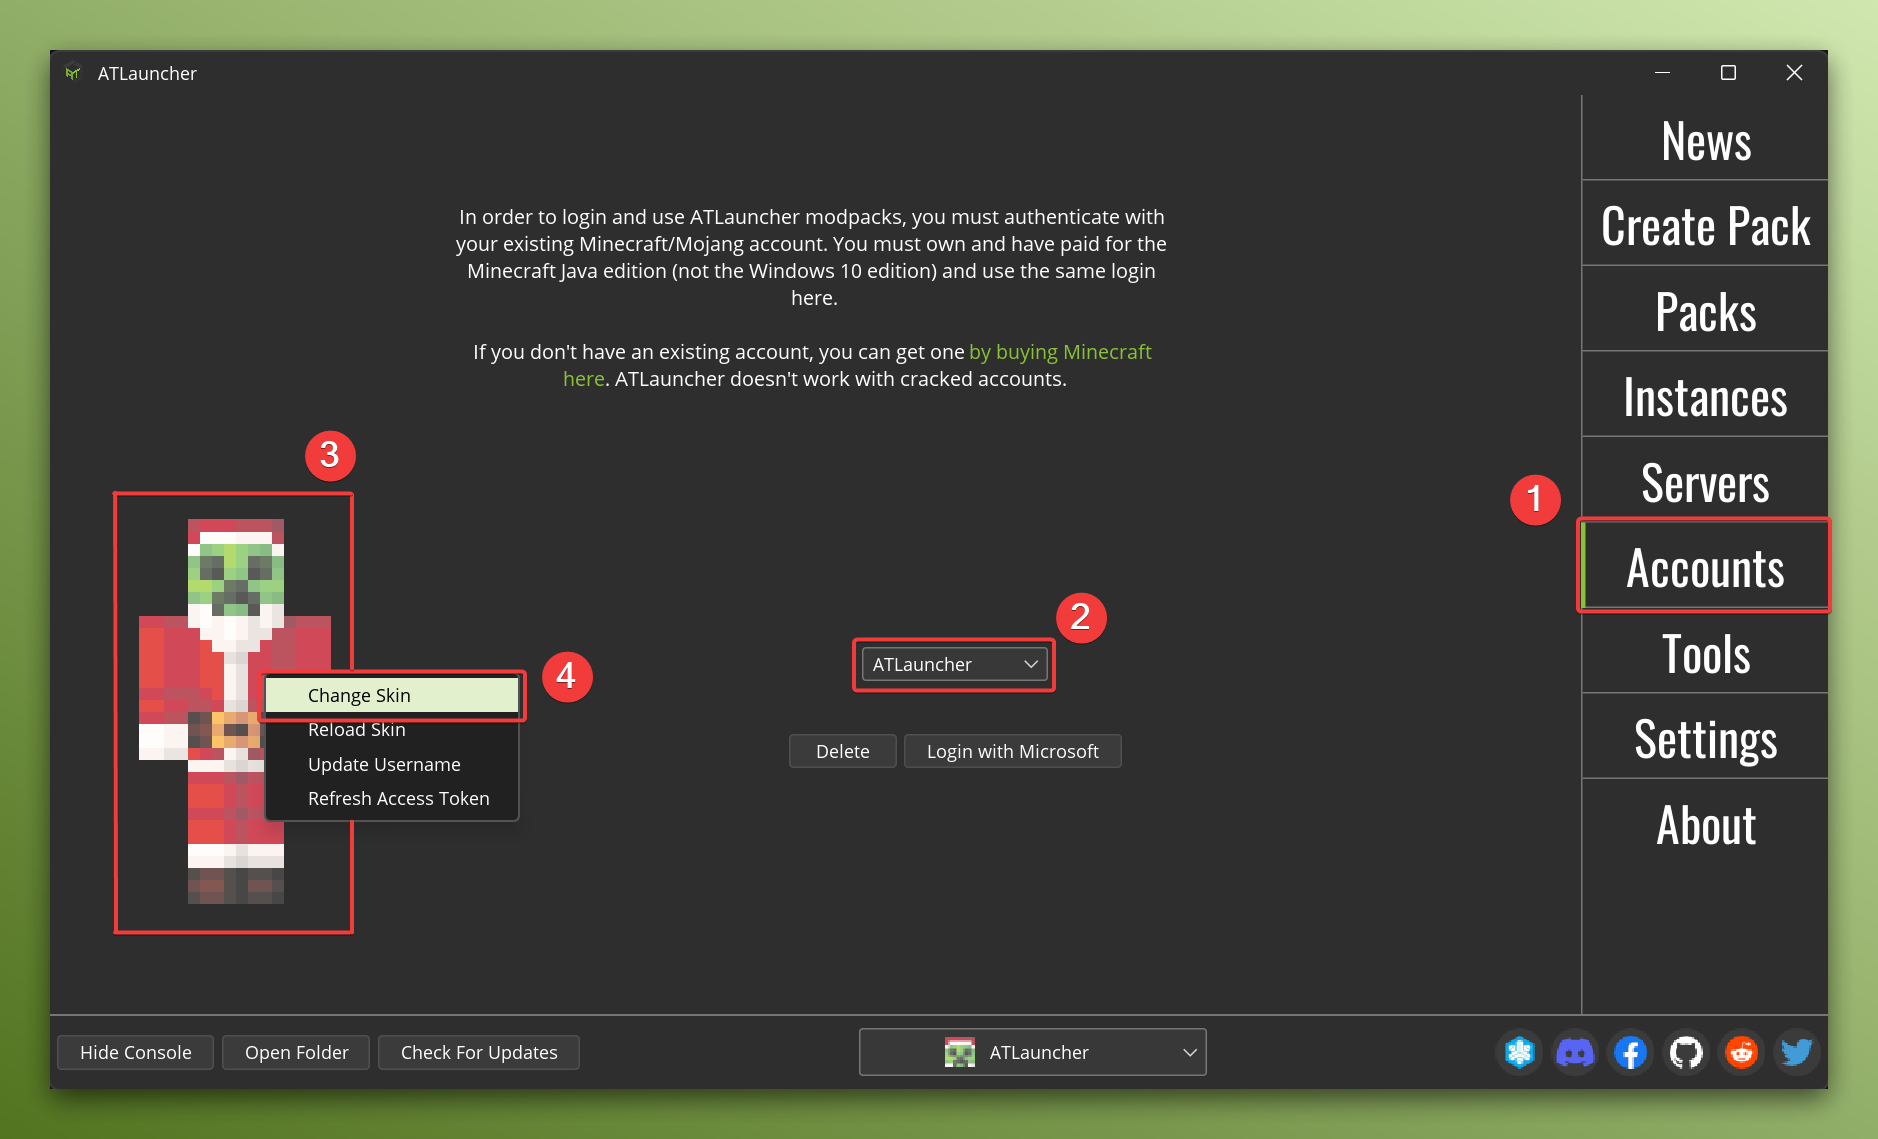 ATLauncher
News
Create Pack
Packs
Instances
Servers
Accounts
Tools
Settings
About
In order to login and use ATLauncher modpacks, you must authenticate with
your existing Minecraft/Mojang account. You must own and have paid for the
Minecraft Java edition (not the Windows 10 edition) and use the same login
here.
If you don't have an existing account, you can get one by buying Minecraft
here. ATLauncher doesn't work with cracked accounts.
1
2
3
4
ATLauncher
Delete
Login with Microsoft
Change Skin
Reload Skin
Update Username
Refresh Access Token
Hide Console
Open Folder
Check For Updates
ATLauncher